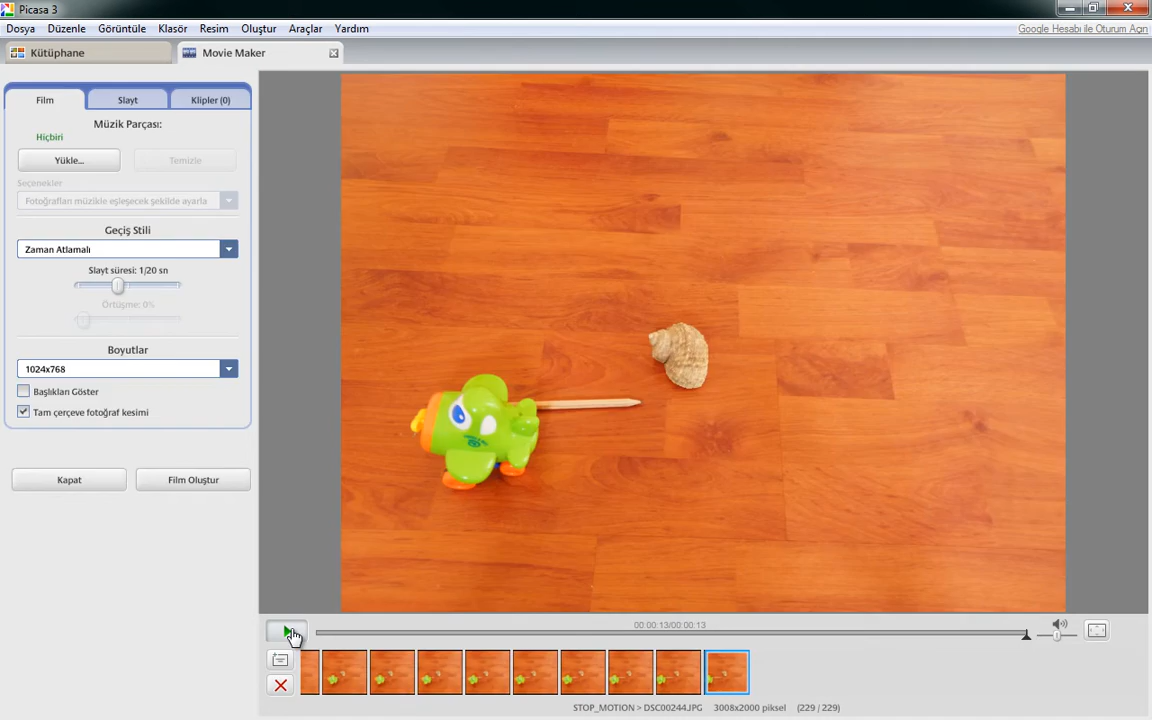 Picasa 3
Dosya Düzenle Görüntüle Klasör Resim Oluştur Araçlar Yardım
Google Hesabı ile Oturum Açın
Kütüphane
Movie Maker
Film
Slayt
Klipler (0)
Müzik Parçası:
Hiçbiri
Yükle...
Temizle
Seçenekler
Fotoğrafları müzikle eşleşecek şekilde ayarla
Geçiş Stili
Zaman Atlamalı
Slayt süresi: 1/20 sn
Örtüşme: 0%
Boyutlar
1024x768
Başlıkları Göster
Tam çerçeve fotoğraf kesimi
Kapat
Film Oluştur
00:00:13/00:00:13
STOP_MOTION > DSC00244.JPG 3008x2000 piksel (229 / 229)